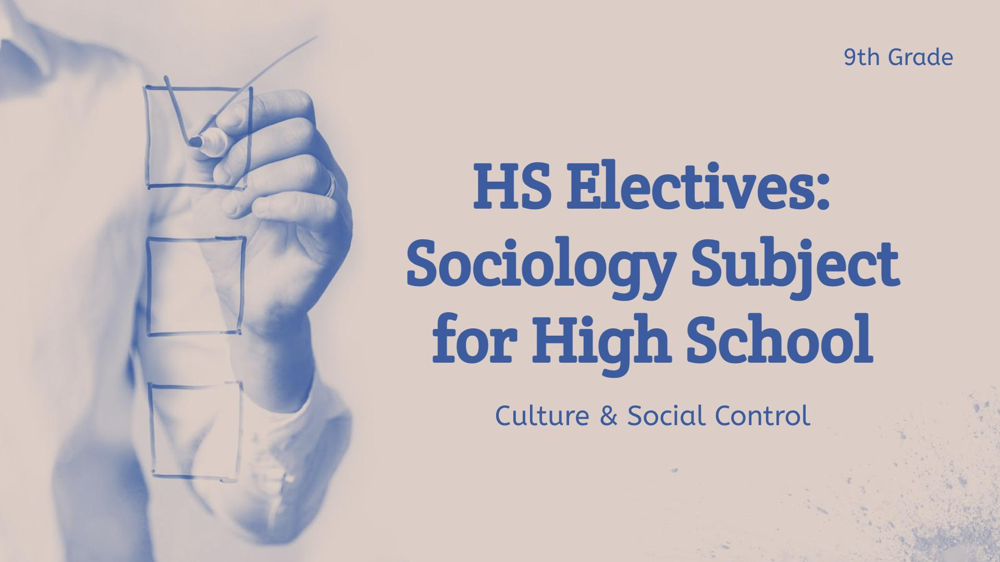 9th Grade
HS Electives:
Sociology Subject
for High School
Culture & Social Control